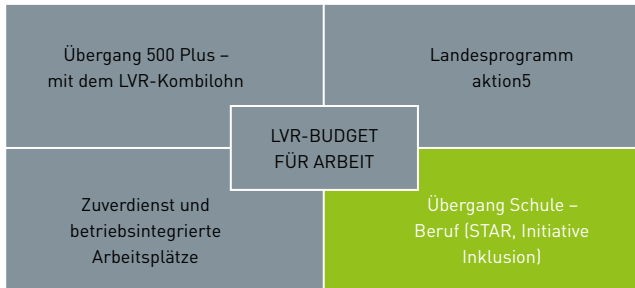 Übergang 500 Plus –
mit dem LVR-Kombilohn
Landesprogramm
aktion5
LVR-BUDGET
FÜR ARBEIT
Zuverdienst und
betriebsintegrierte
Arbeitsplätze
Übergang Schule –
Beruf (STAR, Initiative
Inklusion)